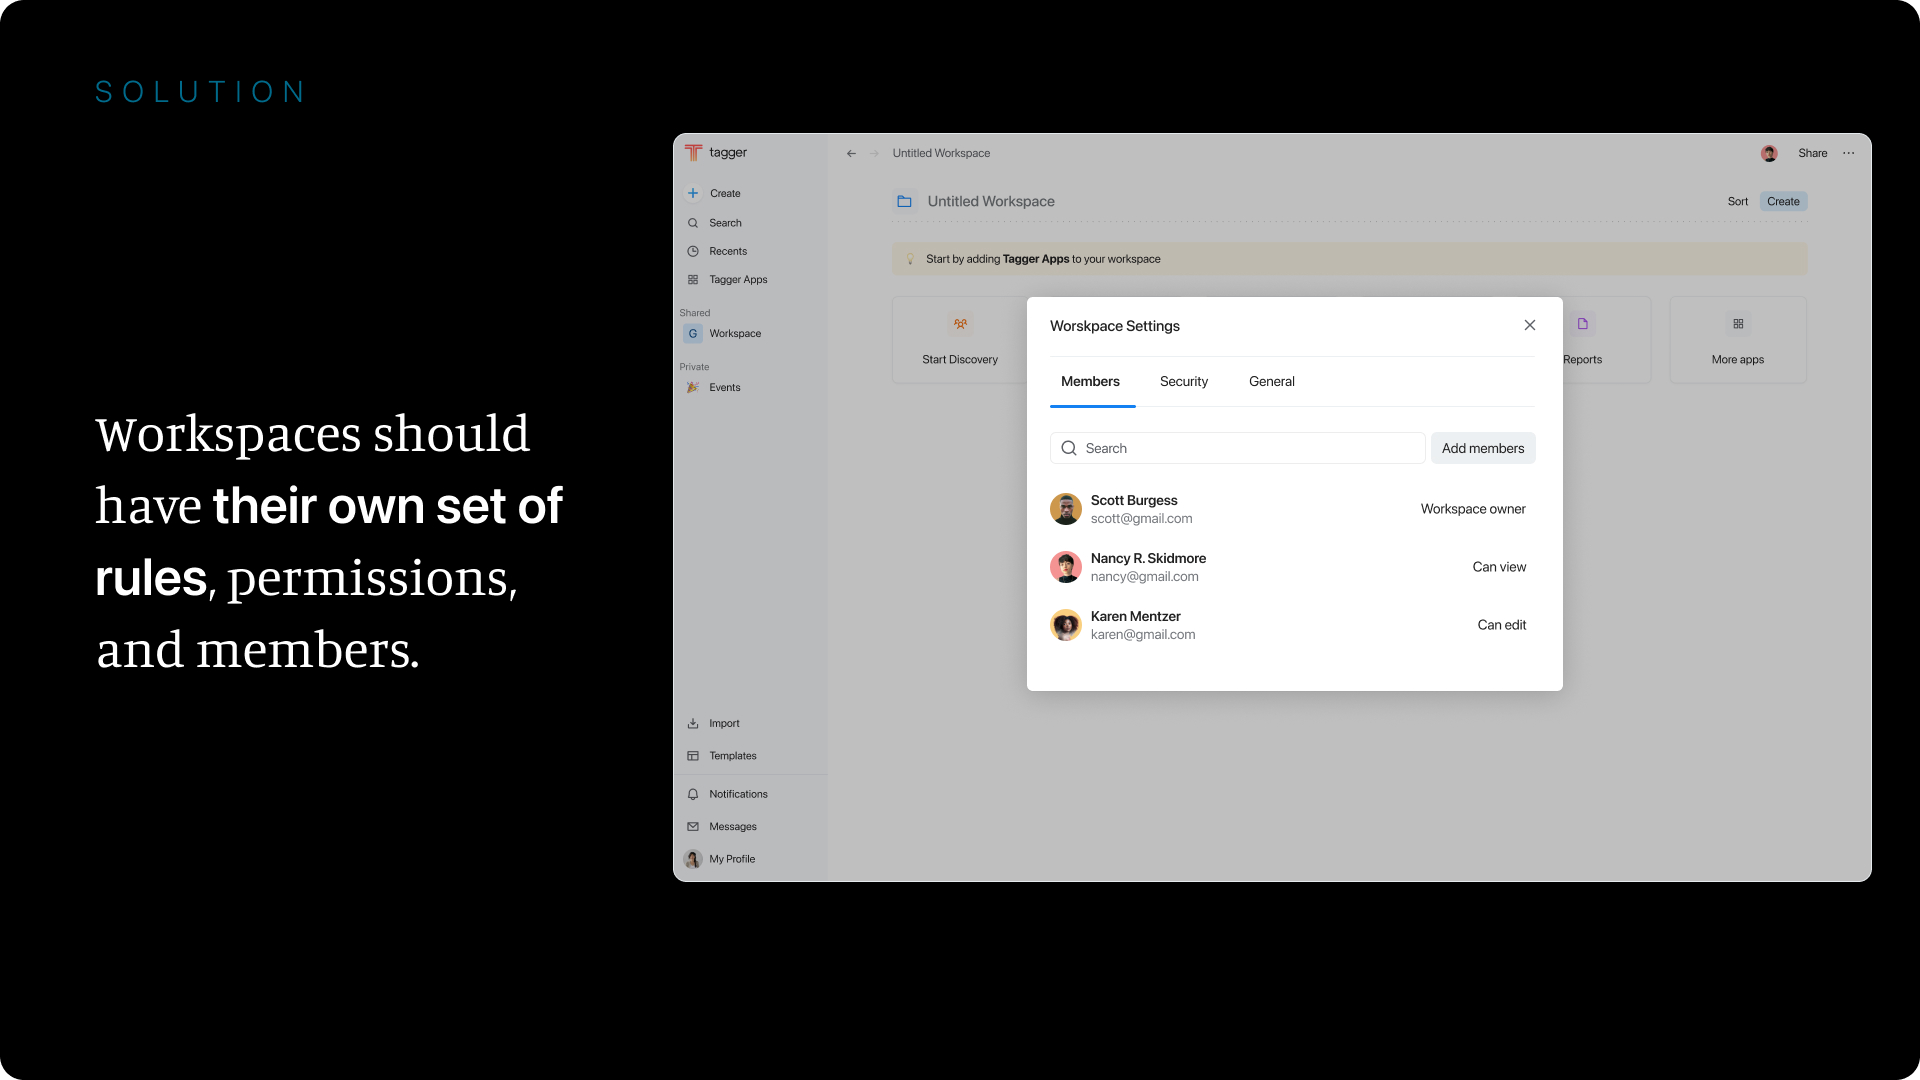 SOLUTION
Workspaces should
have their own set of
rules, permissions,
and members.
tagger
Create
Search
Recents
Tagger Apps
Shared
G Workspace
Private
Events
Import
Templates
Notifications
Messages
My Profile
Untitled Workspace
Share
Untitled Workspace
Sort
Create
Start by adding Tagger Apps to your workspace
Start Discovery
Reports
More apps
Worskpace Settings
Members
Security
General
Search
Add members
Scott Burgess
scott@gmail.com
Workspace owner
Nancy R. Skidmore
nancy@gmail.com
Can view
Karen Mentzer
karen@gmail.com
Can edit